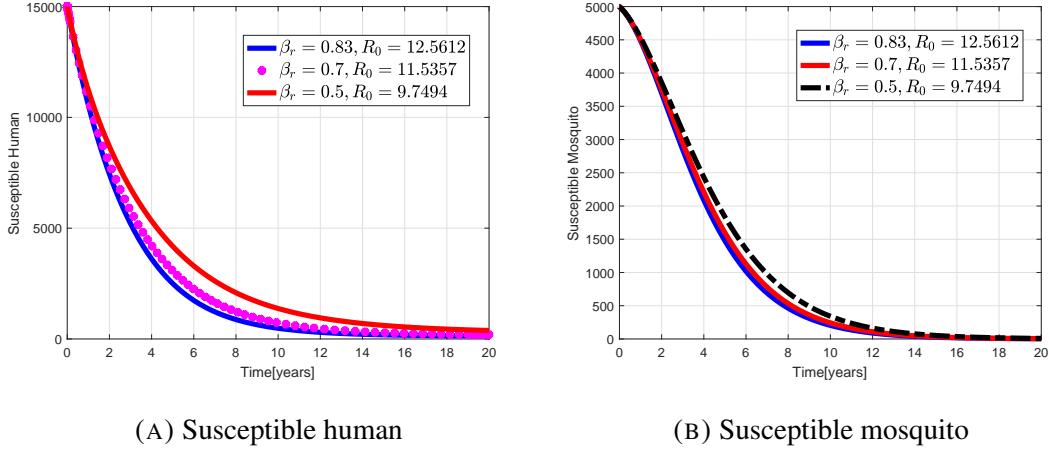 15000
10000
5000
0
Susceptible Human
0 2 4 6 8 10 12 14 16 18 20
Time[years]
β_r = 0.83, R_0 = 12.5612
β_r = 0.7, R_0 = 11.5357
β_r = 0.5, R_0 = 9.7494
(A) Susceptible human
5000
4500
4000
3500
3000
2500
2000
1500
1000
500
0
Susceptible Mosquito
0 2 4 6 8 10 12 14 16 18 20
Time[years]
β_r = 0.83, R_0 = 12.5612
β_r = 0.7, R_0 = 11.5357
β_r = 0.5, R_0 = 9.7494
(B) Susceptible mosquito